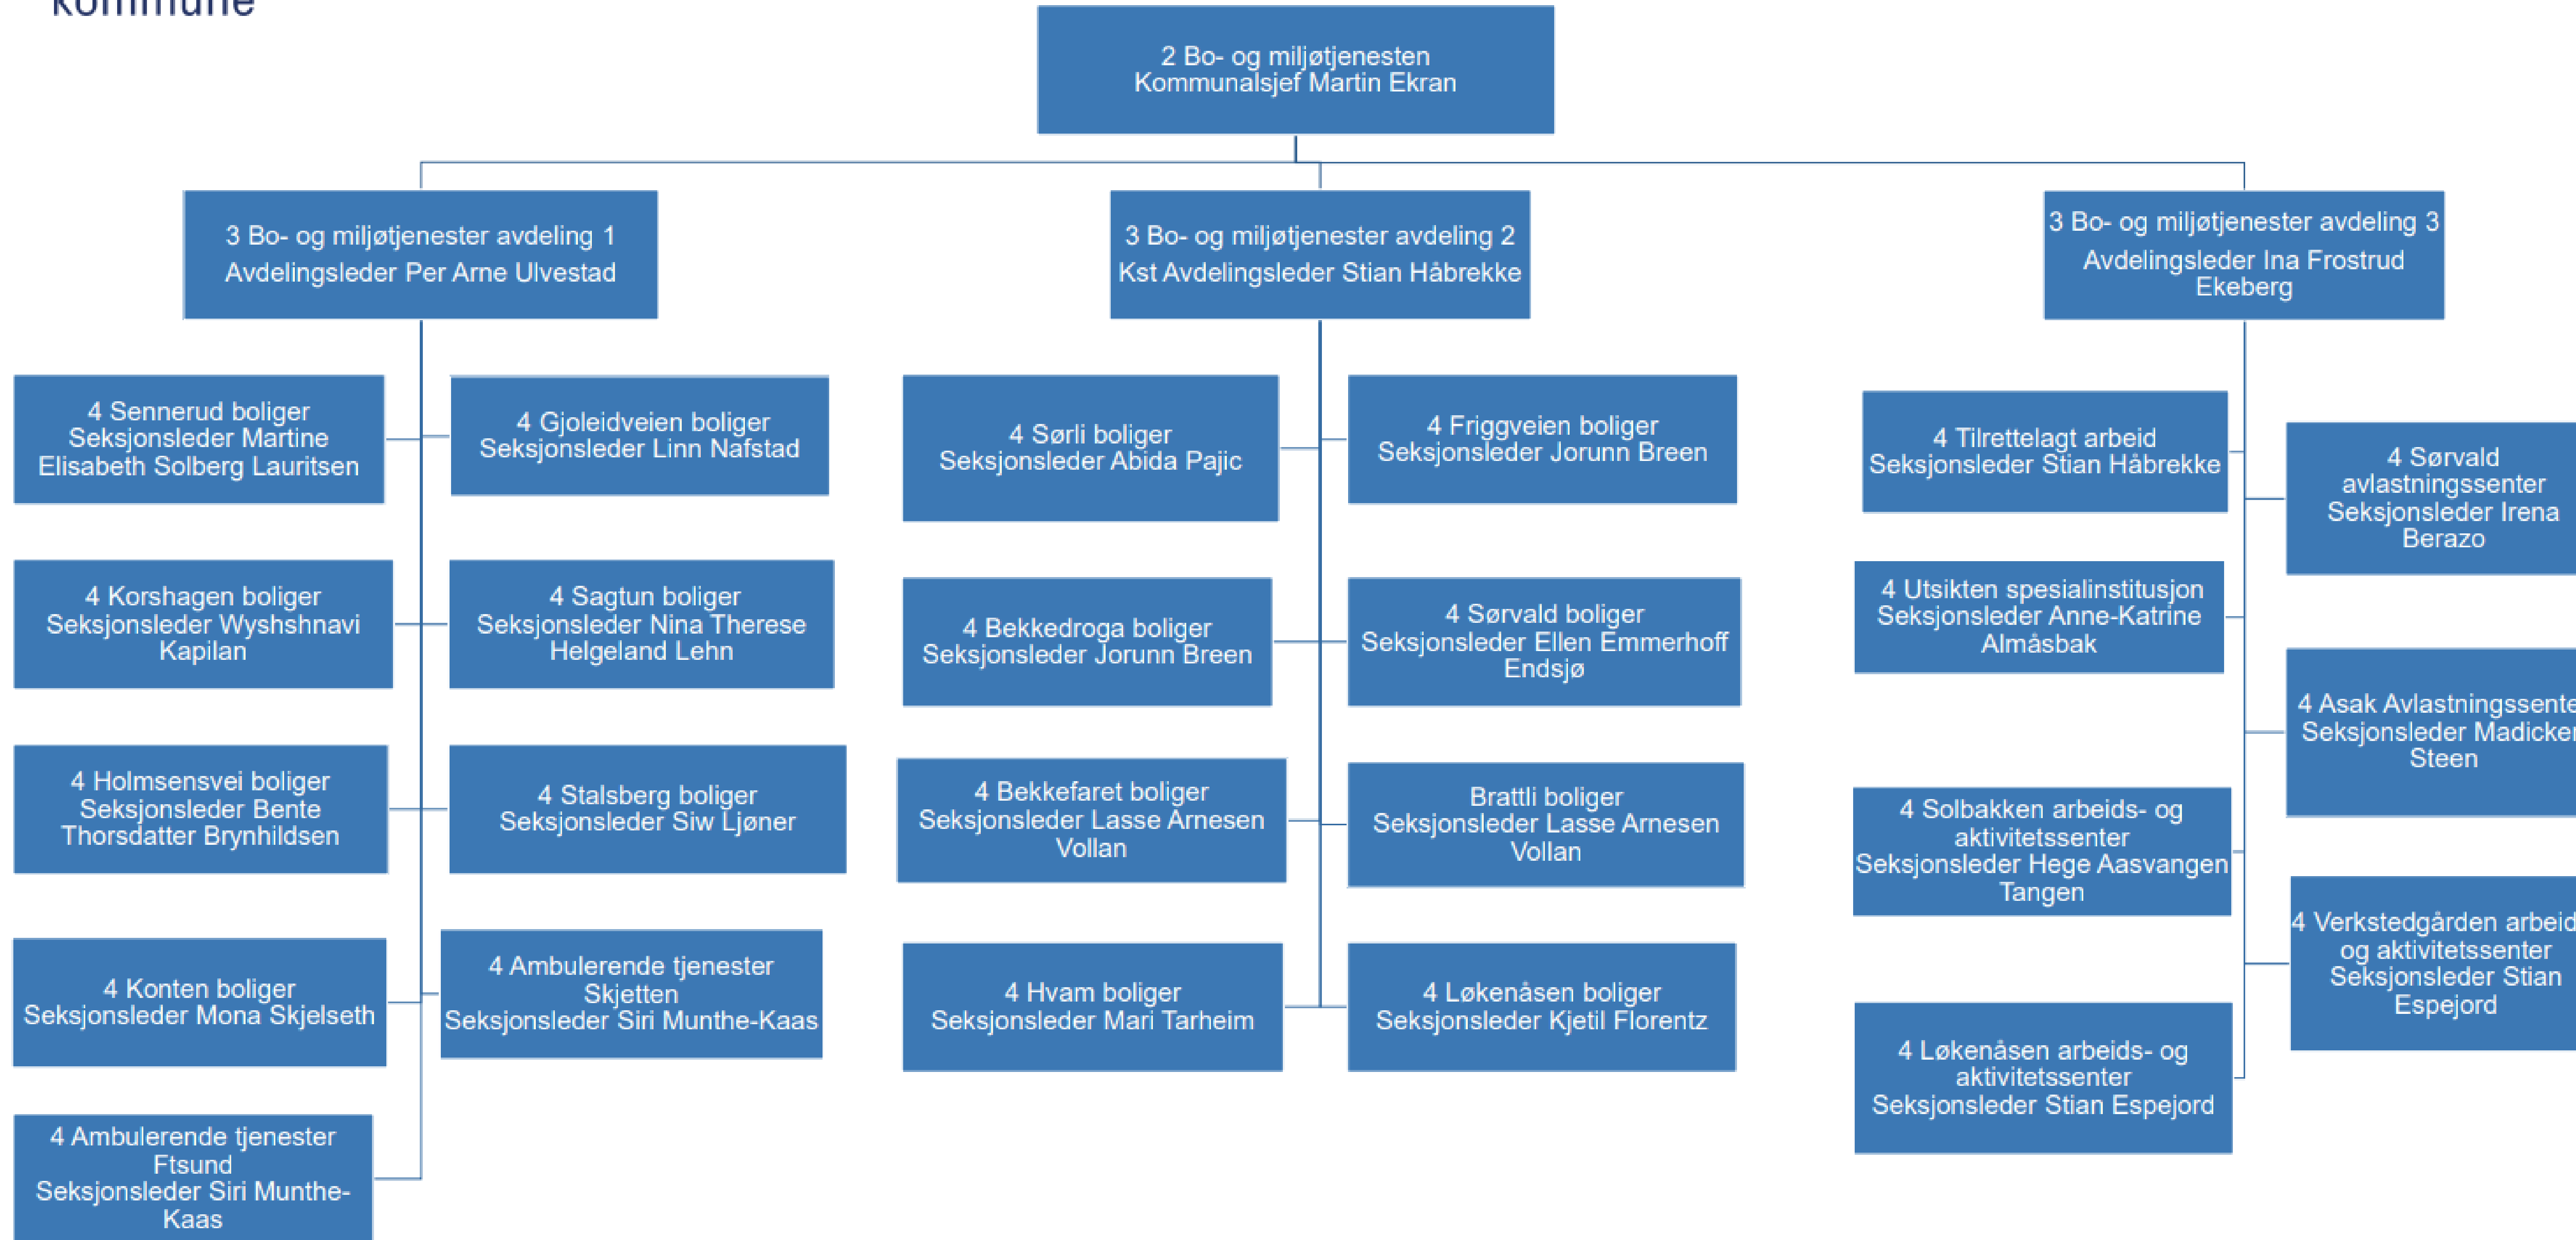 kommune
2 Bo- og miljøtjenesten
Kommunalsjef Martin Ekran
3 Bo- og miljøtjenester avdeling 1
Avdelingsleder Per Arne Ulvestad
3 Bo- og miljøtjenester avdeling 2
Kst Avdelingsleder Stian Håbrekke
3 Bo- og miljøtjenester avdeling 3
Avdelingsleder Ina Frostrud
Ekeberg
4 Sennerud boliger
Seksjonsleder Martine
Elisabeth Solberg Lauritsen
4 Gjoleidveien boliger
Seksjonsleder Linn Nafstad
4 Korshagen boliger
Seksjonsleder Wyshshnavi
Kapilan
4 Sagtun boliger
Seksjonsleder Nina Therese
Helgeland Lehn
4 Holmsensvei boliger
Seksjonsleder Bente
Thorsdatter Brynhildsen
4 Stalsberg boliger
Seksjonsleder Siw Ljøner
4 Konten boliger
Seksjonsleder Mona Skjelseth
4 Ambulerende tjenester
Skjetten
Seksjonsleder Siri Munthe-Kaas
4 Ambulerende tjenester
Ftsund
Seksjonsleder Siri Munthe-
Kaas
4 Sørli boliger
Seksjonsleder Abida Pajic
4 Friggveien boliger
Seksjonsleder Jorunn Breen
4 Bekkedroga boliger
Seksjonsleder Jorunn Breen
4 Sørvald boliger
Seksjonsleder Ellen Emmerhoff
Endsjø
4 Bekkefaret boliger
Seksjonsleder Lasse Arnesen
Vollan
Brattli boliger
Seksjonsleder Lasse Arnesen
Vollan
4 Hvam boliger
Seksjonsleder Mari Tarheim
4 Løkenåsen boliger
Seksjonsleder Kjetil Florentz
4 Tilrettelagt arbeid
Seksjonsleder Stian Håbrekke
4 Sørvald
avlastningssenter
Seksjonsleder Irena
Berazo
4 Utsikten spesialinstitusjon
Seksjonsleder Anne-Katrine
Almåsbak
4 Asak Avlastningssente
Seksjonsleder Madicken
Steen
4 Solbakken arbeids- og
aktivitetssenter
Seksjonsleder Hege Aasvangen
Tangen
4 Verkstedgården arbeid
og aktivitetssenter
Seksjonsleder Stian
Espejord
4 Løkenåsen arbeids- og
aktivitetssenter
Seksjonsleder Stian Espejord